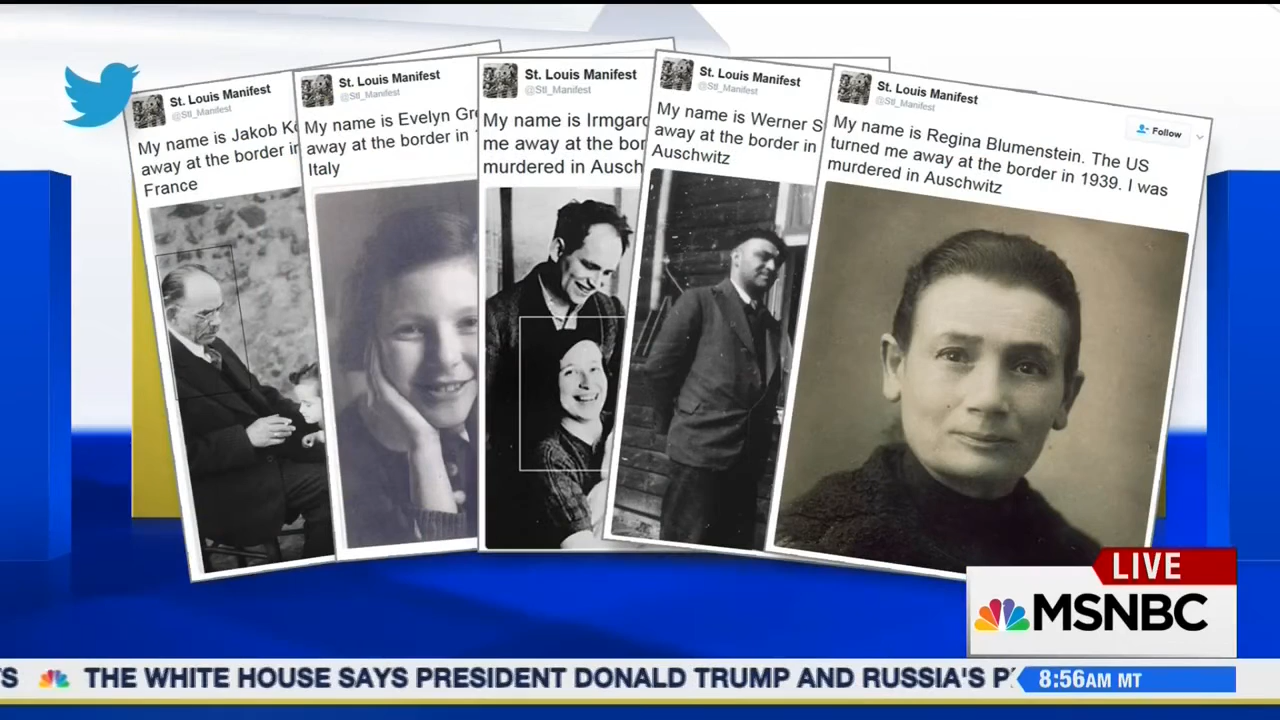 St. Louis Manifest
@Stl_Manifest
My name is Jakob
away at the border in
France
St. Louis Manifest
@Stl_Manifest
My name is Evelyn
away at the border in
Italy
St. Louis Manifest
@Stl_Manifest
My name is Irmgard
me away at the bor
murdered in Ausch
St. Louis Manifest
@Stl_Manifest
My name is Werner S
away at the border in
Auschwitz
St. Louis Manifest
@Stl_Manifest
Follow
My name is Regina Blumenstein. The US
turned me away at the border in 1939. I was
murdered in Auschwitz
LIVE
MSNBC
S THE WHITE HOUSE SAYS PRESIDENT DONALD TRUMP AND RUSSIA'S P
8:56AM MT